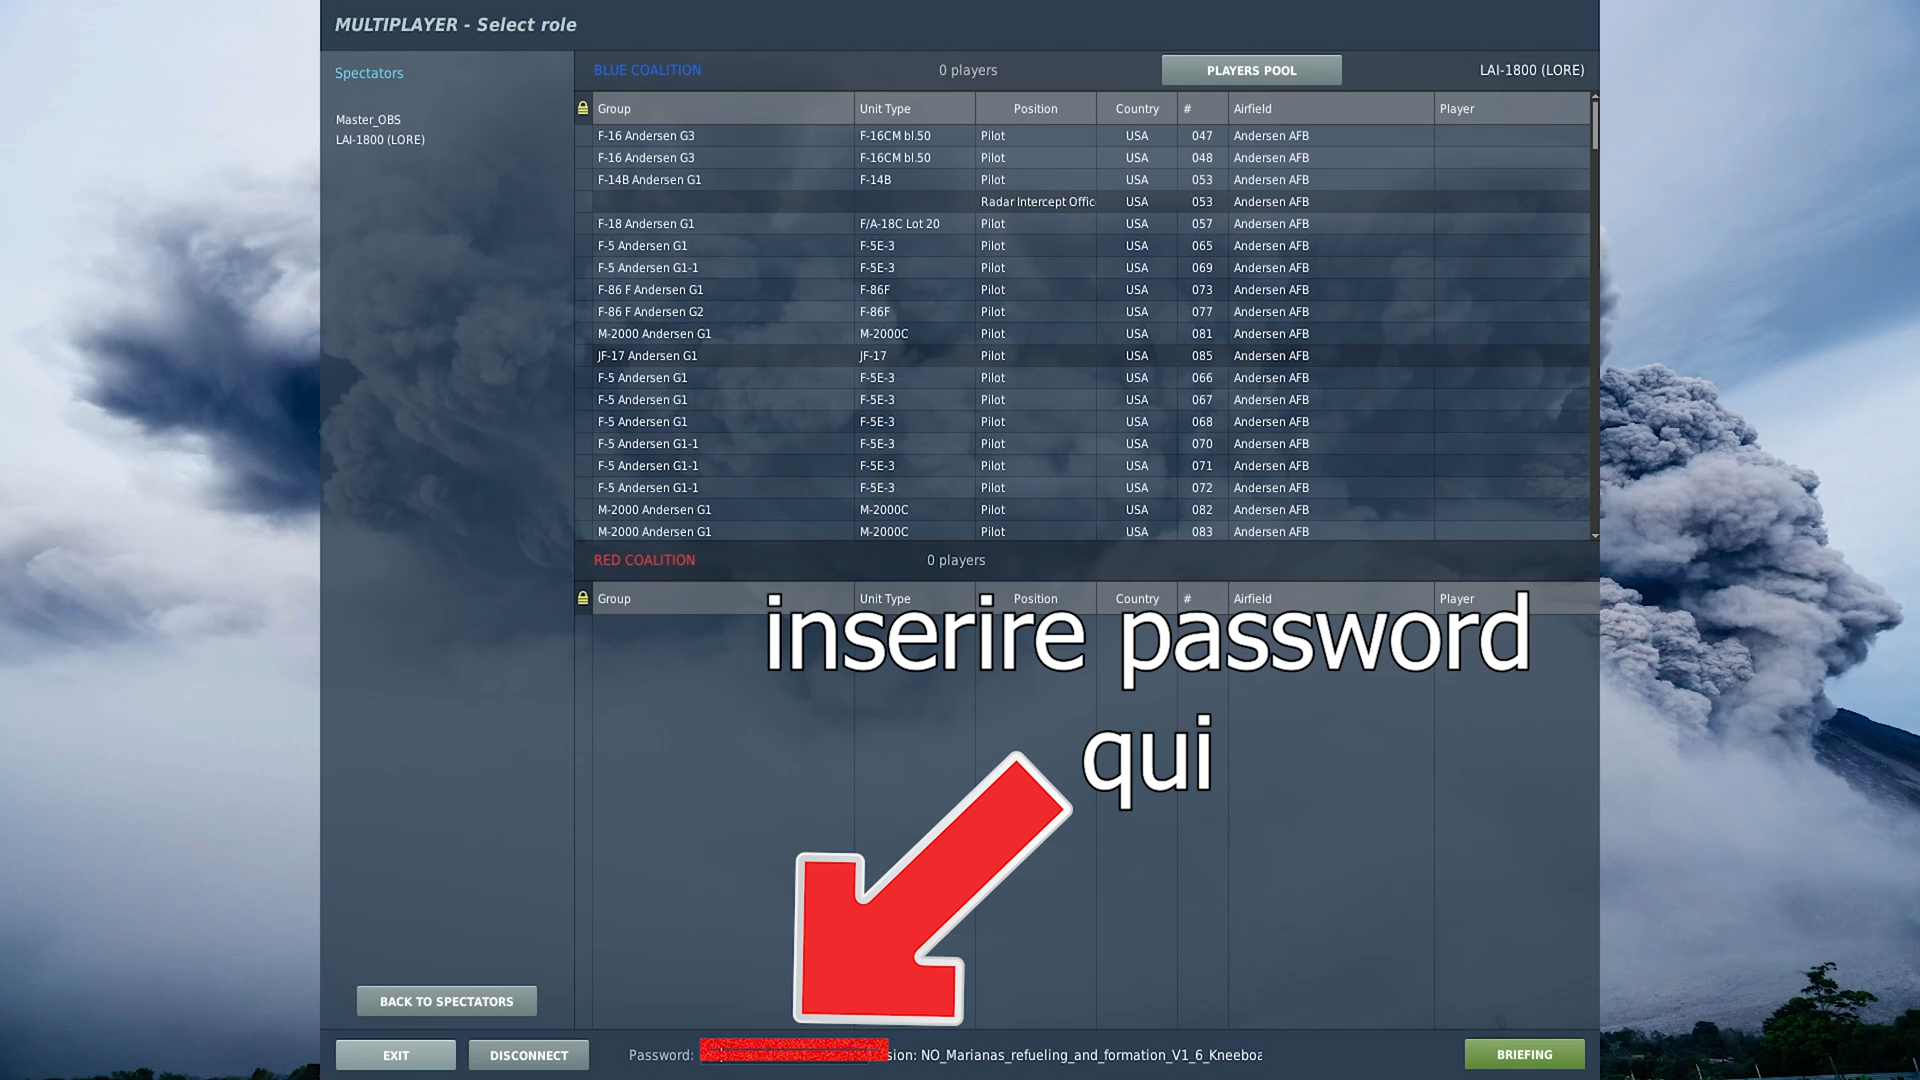 MULTIPLAYER - Select role
Spectators
Master_OBS
LAI-1800 (LORE)
BLUE COALITION 0 players PLAYERS POOL LAI-1800 (LORE)
Group Unit Type Position Country # Airfield Player
F-16 Andersen G3 F-16CM bl.50 Pilot USA 047 Andersen AFB
F-16 Andersen G3 F-16CM bl.50 Pilot USA 048 Andersen AFB
F-14B Andersen G1 F-14B Pilot USA 053 Andersen AFB
Radar Intercept Offic USA 053 Andersen AFB
F-18 Andersen G1 F/A-18C Lot 20 Pilot USA 057 Andersen AFB
F-5 Andersen G1 F-5E-3 Pilot USA 065 Andersen AFB
F-5 Andersen G1-1 F-5E-3 Pilot USA 069 Andersen AFB
F-86 F Andersen G1 F-86F Pilot USA 073 Andersen AFB
F-86 F Andersen G2 F-86F Pilot USA 077 Andersen AFB
M-2000 Andersen G1 M-2000C Pilot USA 081 Andersen AFB
JF-17 Andersen G1 JF-17 Pilot USA 085 Andersen AFB
F-5 Andersen G1 F-5E-3 Pilot USA 066 Andersen AFB
F-5 Andersen G1 F-5E-3 Pilot USA 067 Andersen AFB
F-5 Andersen G1 F-5E-3 Pilot USA 068 Andersen AFB
F-5 Andersen G1-1 F-5E-3 Pilot USA 070 Andersen AFB
F-5 Andersen G1-1 F-5E-3 Pilot USA 071 Andersen AFB
F-5 Andersen G1-1 F-5E-3 Pilot USA 072 Andersen AFB
M-2000 Andersen G1 M-2000C Pilot USA 082 Andersen AFB
M-2000 Andersen G1 M-2000C Pilot USA 083 Andersen AFB
RED COALITION 0 players
Group Unit Type Position Country # Airfield Player
inserire password
qui
BACK TO SPECTATORS
EXIT DISCONNECT Password: sion: NO_Marianas_refueling_and_formation_V1_6_Kneeboa BRIEFING